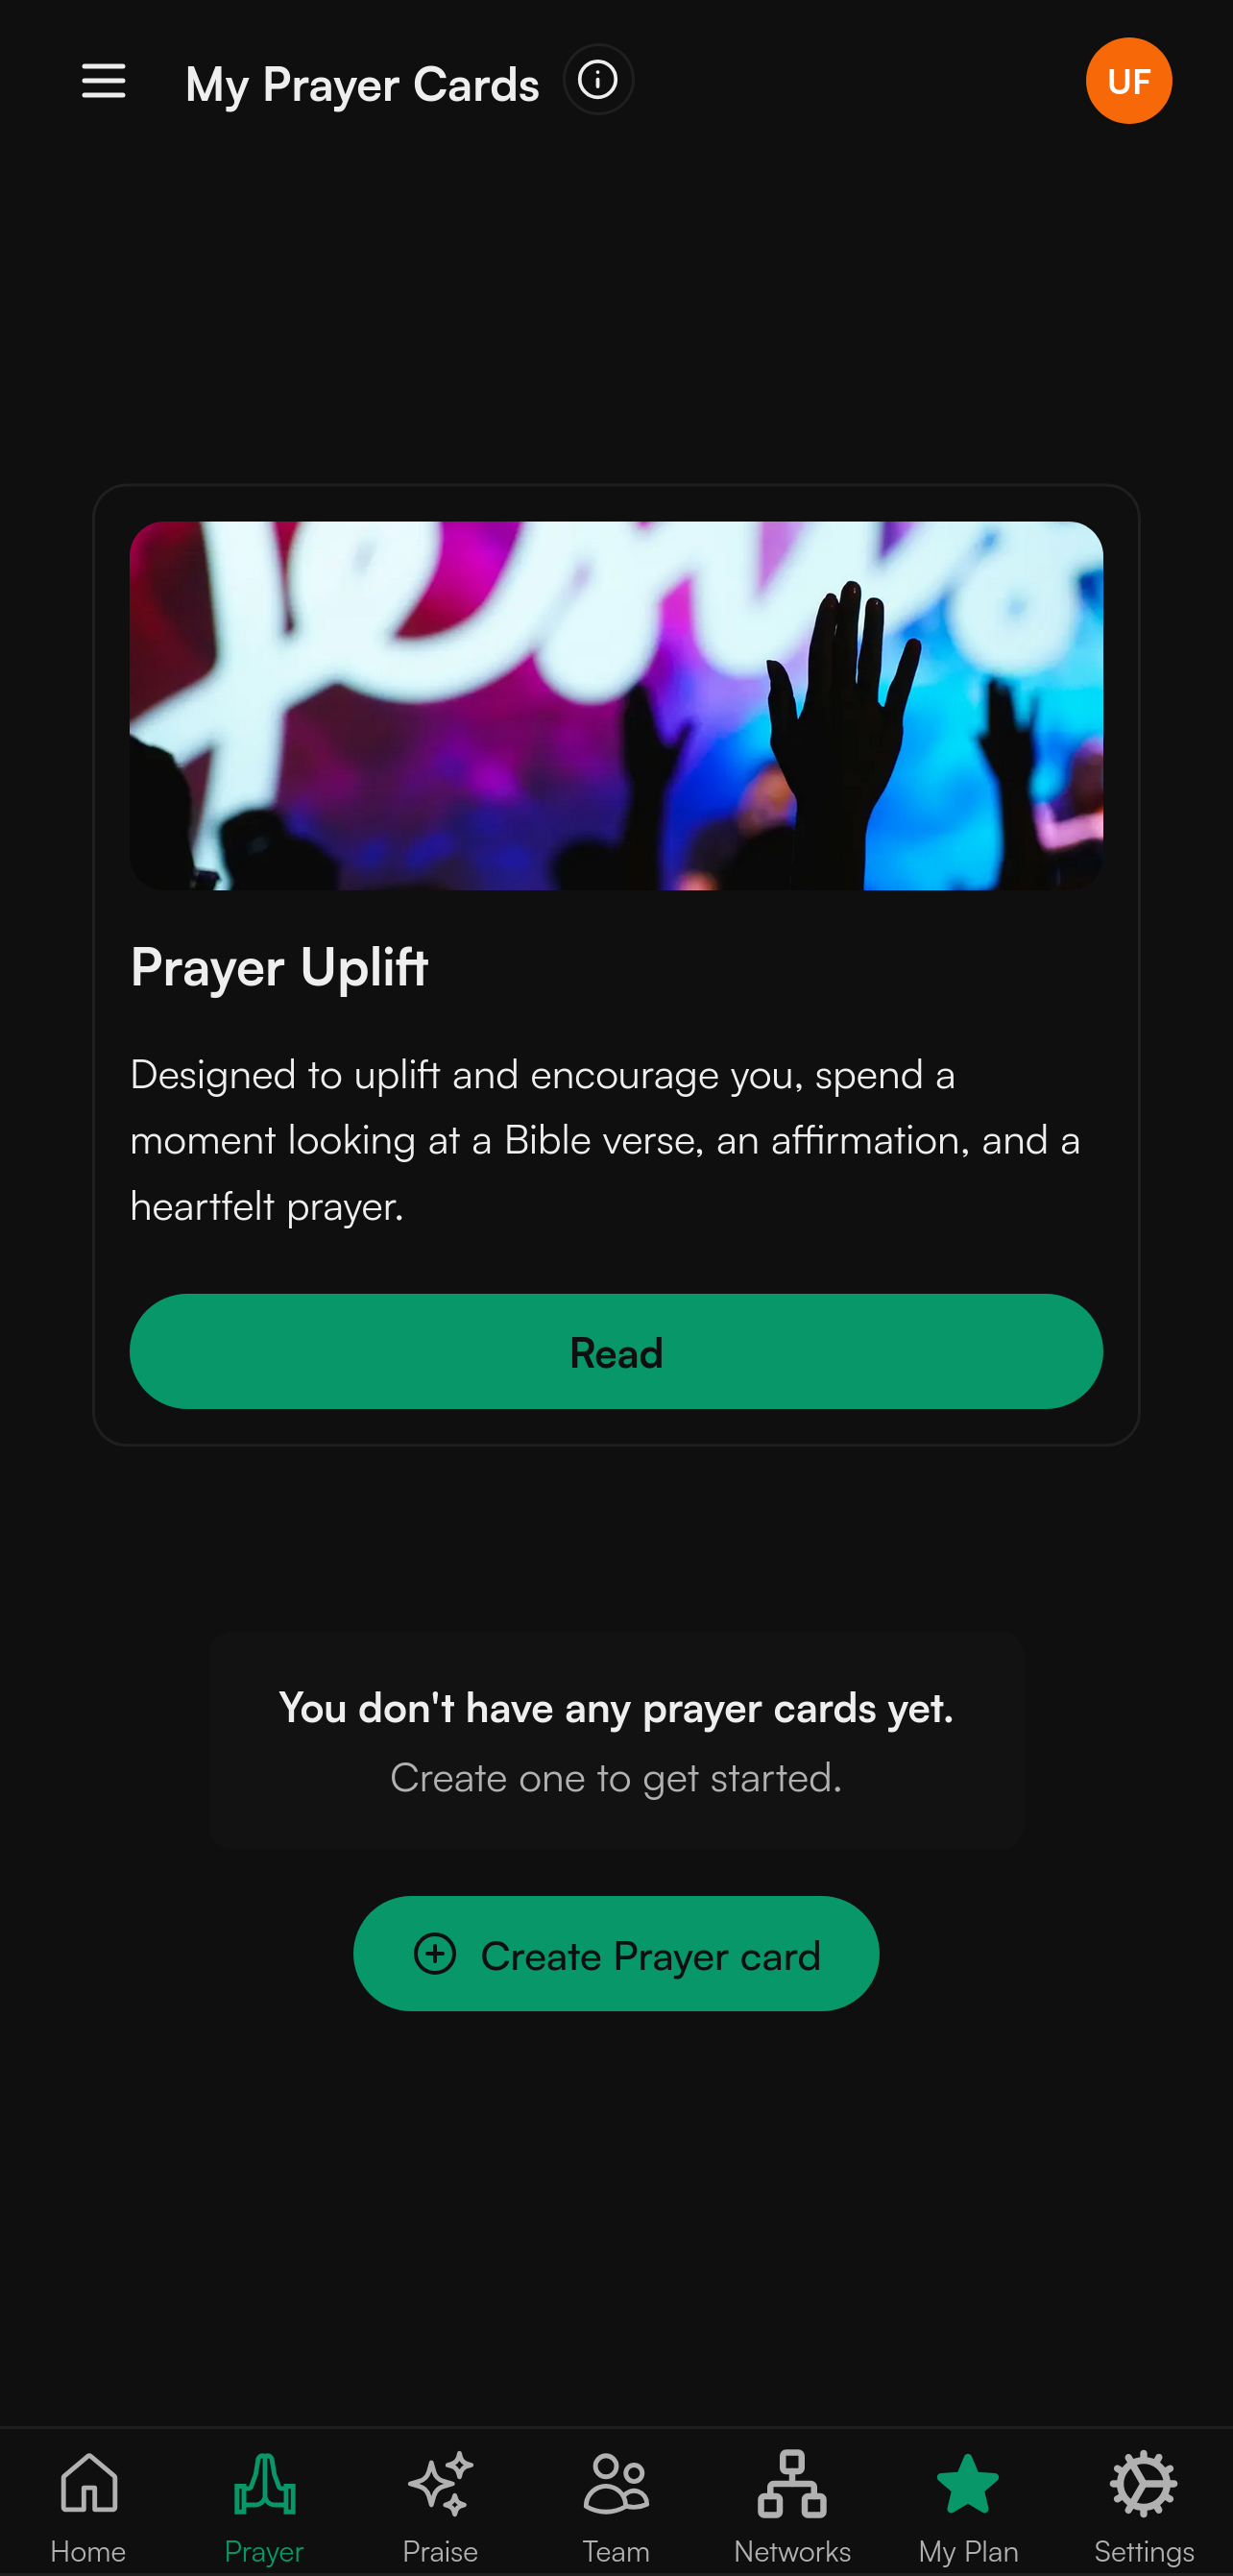 My Prayer Cards
UF
Jesus
Prayer Uplift
Designed to uplift and encourage you, spend a
moment looking at a Bible verse, an affirmation, and a
heartfelt prayer.
Read
You don't have any prayer cards yet.
Create one to get started.
Create Prayer card
Home
Prayer
Praise
Team
Networks
My Plan
Settings